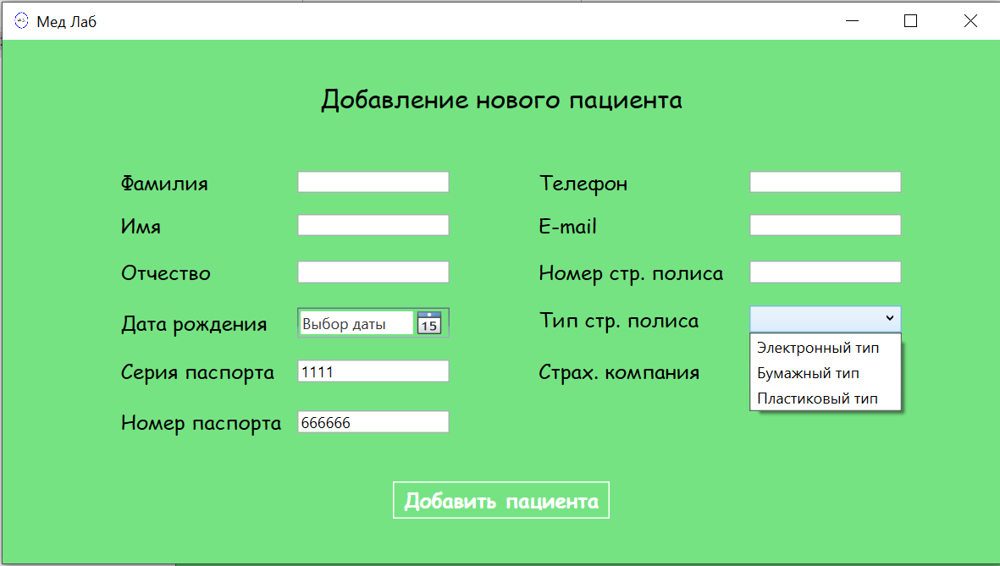 Мед Лаб
Добавление нового пациента
Фамилия
Имя
Отчество
Дата рождения
Выбор даты
15
Серия паспорта
1111
Номер паспорта
666666
Телефон
E-mail
Номер стр. полиса
Тип стр. полиса
Электронный тип
Бумажный тип
Пластиковый тип
Страх. компания
Добавить пациента